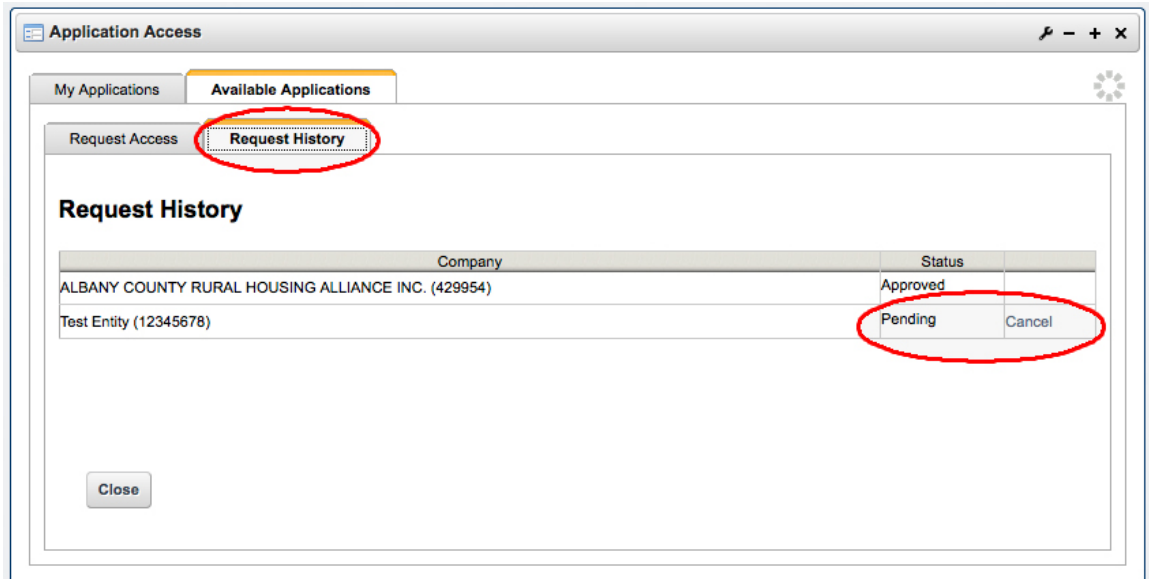 Application Access
My Applications Available Applications
Request Access Request History
Request History
Company Status
ALBANY COUNTY RURAL HOUSING ALLIANCE INC. (429954) Approved
Test Entity (12345678) Pending Cancel
Close